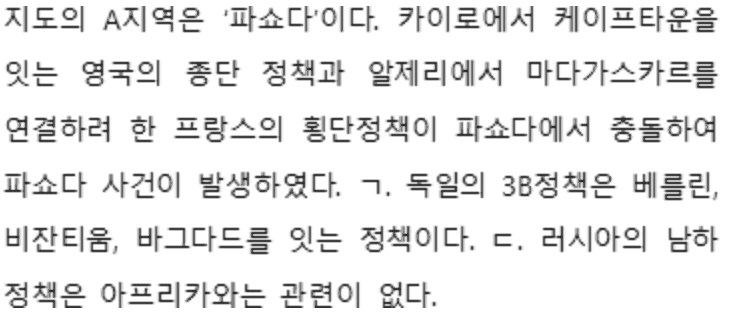 지도의 A지역은 ‘파쇼다’이다. 카이로에서 케이프타운을
잇는 영국의 종단 정책과 알제리에서 마다가스카르를
연결하려 한 프랑스의 횡단정책이 파쇼다에서 충돌하여
파쇼다 사건이 발생하였다. ㄱ. 독일의 3B정책은 베를린,
비잔티움, 바그다드를 잇는 정책이다. ㄷ. 러시아의 남하
정책은 아프리카와는 관련이 없다.